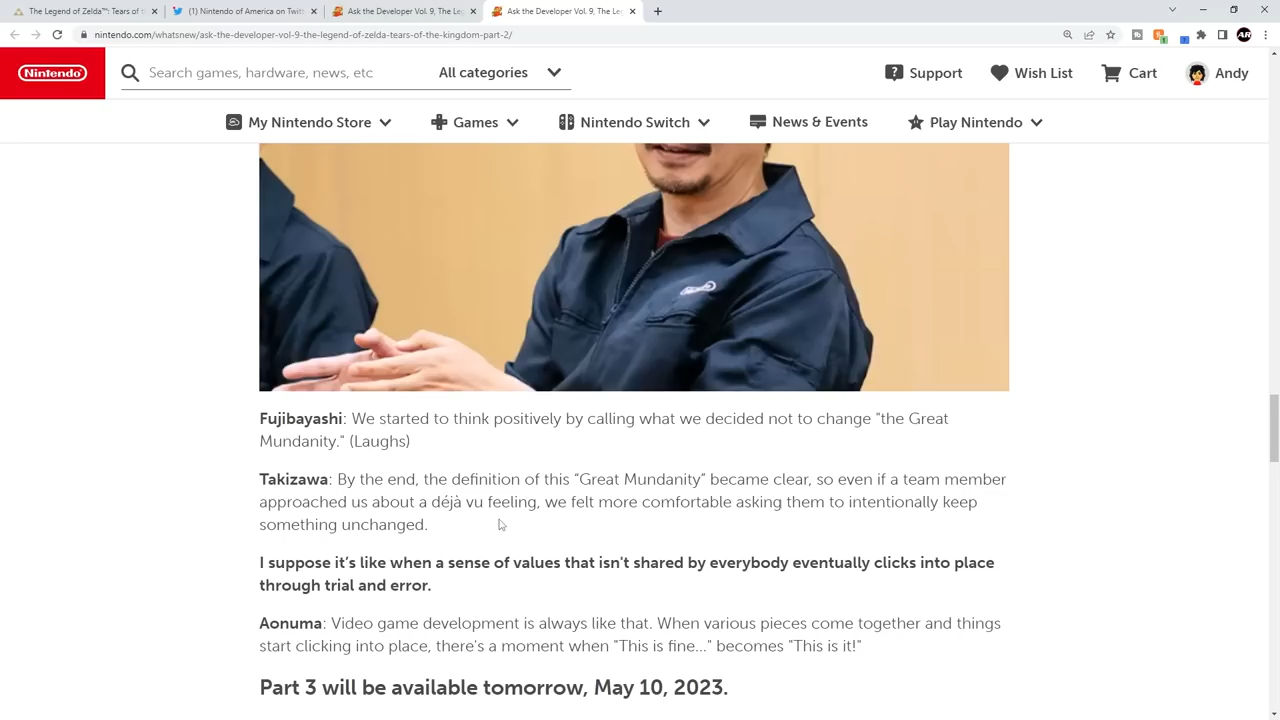 The Legend of Zelda™: Tears of t
(1) Nintendo of America on Twitt
Ask the Developer Vol. 9, The Leg
Ask the Developer Vol. 9, The Leg
nintendo.com/whatsnew/ask-the-developer-vol-9-the-legend-of-zelda-tears-of-the-kingdom-part-2/
Nintendo
Search games, hardware, news, etc
All categories
Support
Wish List
Cart
Andy
My Nintendo Store
Games
Nintendo Switch
News & Events
Play Nintendo
Fujibayashi: We started to think positively by calling what we decided not to change "the Great
Mundanity." (Laughs)
Takizawa: By the end, the definition of this “Great Mundanity” became clear, so even if a team member
approached us about a déjà vu feeling, we felt more comfortable asking them to intentionally keep
something unchanged.
I suppose it’s like when a sense of values that isn't shared by everybody eventually clicks into place
through trial and error.
Aonuma: Video game development is always like that. When various pieces come together and things
start clicking into place, there's a moment when "This is fine..." becomes "This is it!"
Part 3 will be available tomorrow, May 10, 2023.